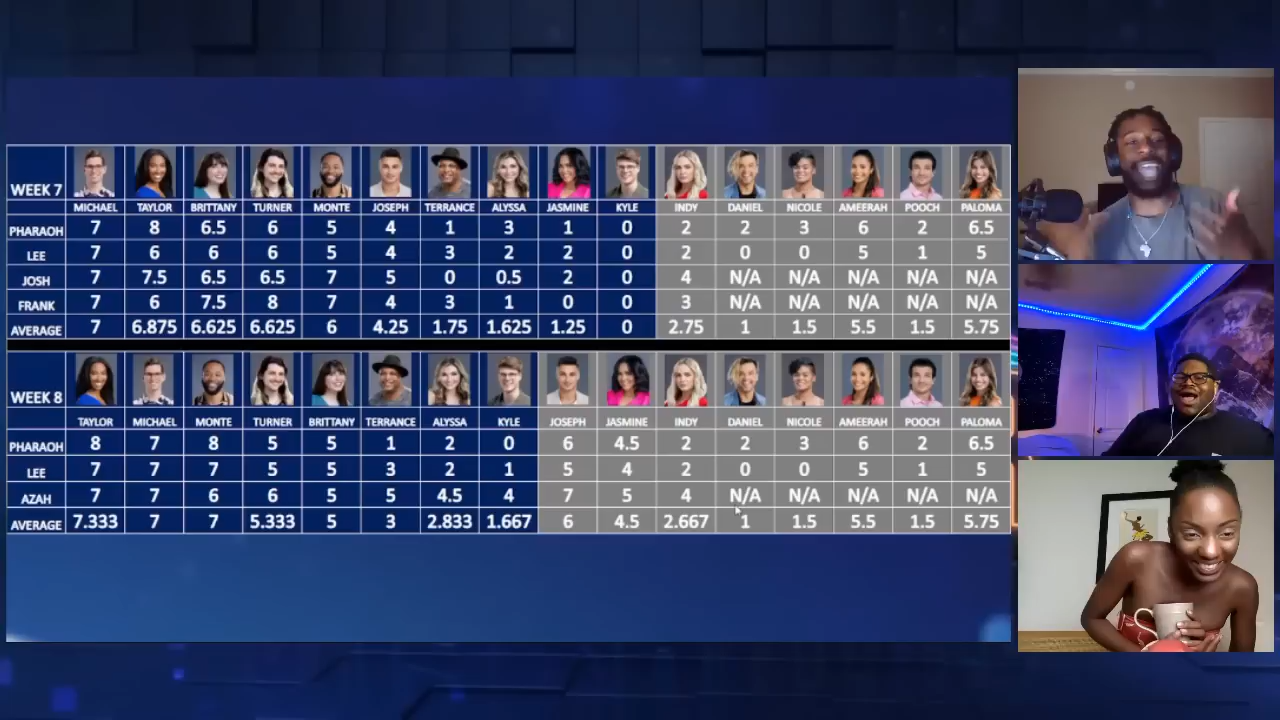 WEEK 7
MICHAEL TAYLOR BRITTANY TURNER MONTE JOSEPH TERRANCE ALYSSA JASMINE KYLE INDY DANIEL NICOLE AMEERAH POOCH PALOMA
PHARAOH 7 8 6.5 6 5 4 1 3 1 0 2 2 3 6 2 6.5
LEE 7 6 6 6 5 4 3 2 2 0 2 0 0 5 1 5
JOSH 7 7.5 6.5 6.5 7 5 0 0.5 2 0 4 N/A N/A N/A N/A N/A
FRANK 7 6 7.5 8 7 4 3 1 0 0 3 N/A N/A N/A N/A N/A
AVERAGE 7 6.875 6.625 6.625 6 4.25 1.75 1.625 1.25 0 2.75 1 1.5 5.5 1.5 5.75
WEEK 8
TAYLOR MICHAEL MONTE TURNER BRITTANY TERRANCE ALYSSA KYLE JOSEPH JASMINE INDY DANIEL NICOLE AMEERAH POOCH PALOMA
PHARAOH 8 7 8 5 5 1 2 0 6 4.5 2 2 3 6 2 6.5
LEE 7 7 7 5 5 3 2 1 5 4 2 0 0 5 1 5
AZAH 7 7 6 6 5 5 4.5 4 7 5 4 N/A N/A N/A N/A N/A
AVERAGE 7.333 7 7 5.333 5 3 2.833 1.667 6 4.5 2.667 1 1.5 5.5 1.5 5.75